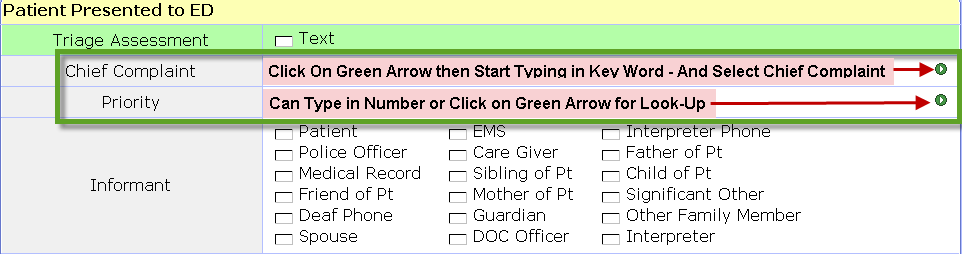 Patient Presented to ED
Triage Assessment Text
Chief Complaint Click On Green Arrow then Start Typing in Key Word - And Select Chief Complaint
Priority Can Type in Number or Click on Green Arrow for Look-Up
Patient EMS Interpreter Phone
Police Officer Care Giver Father of Pt
Medical Record Sibling of Pt Child of Pt
Informant
Friend of Pt Mother of Pt Significant Other
Deaf Phone Guardian Other Family Member
Spouse DOC Officer Interpreter